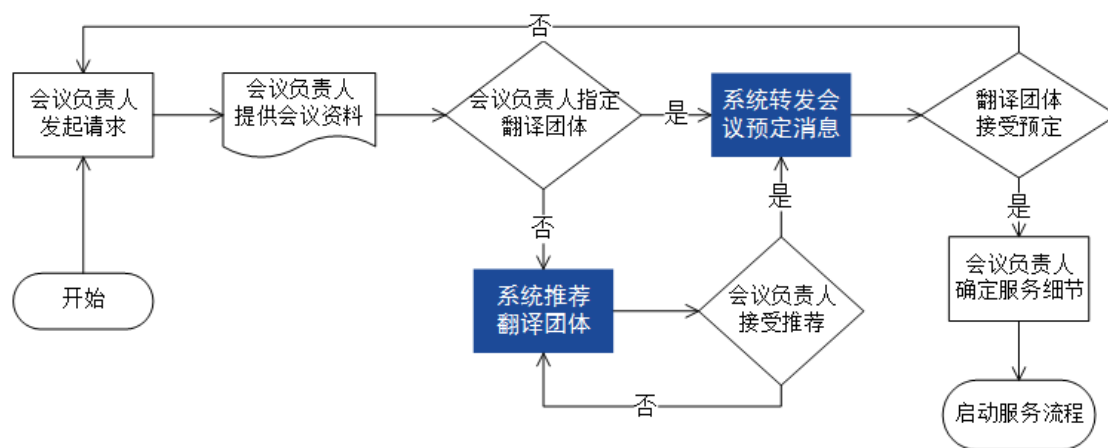 否
会议负责人
发起请求
会议负责人
提供会议资料
会议负责人指定
翻译团体
是
系统转发会
议预定消息
翻译团体
接受预定
否
是
是
开始
系统推荐
翻译团体
会议负责人
接受推荐
会议负责人
确定服务细节
否
启动服务流程